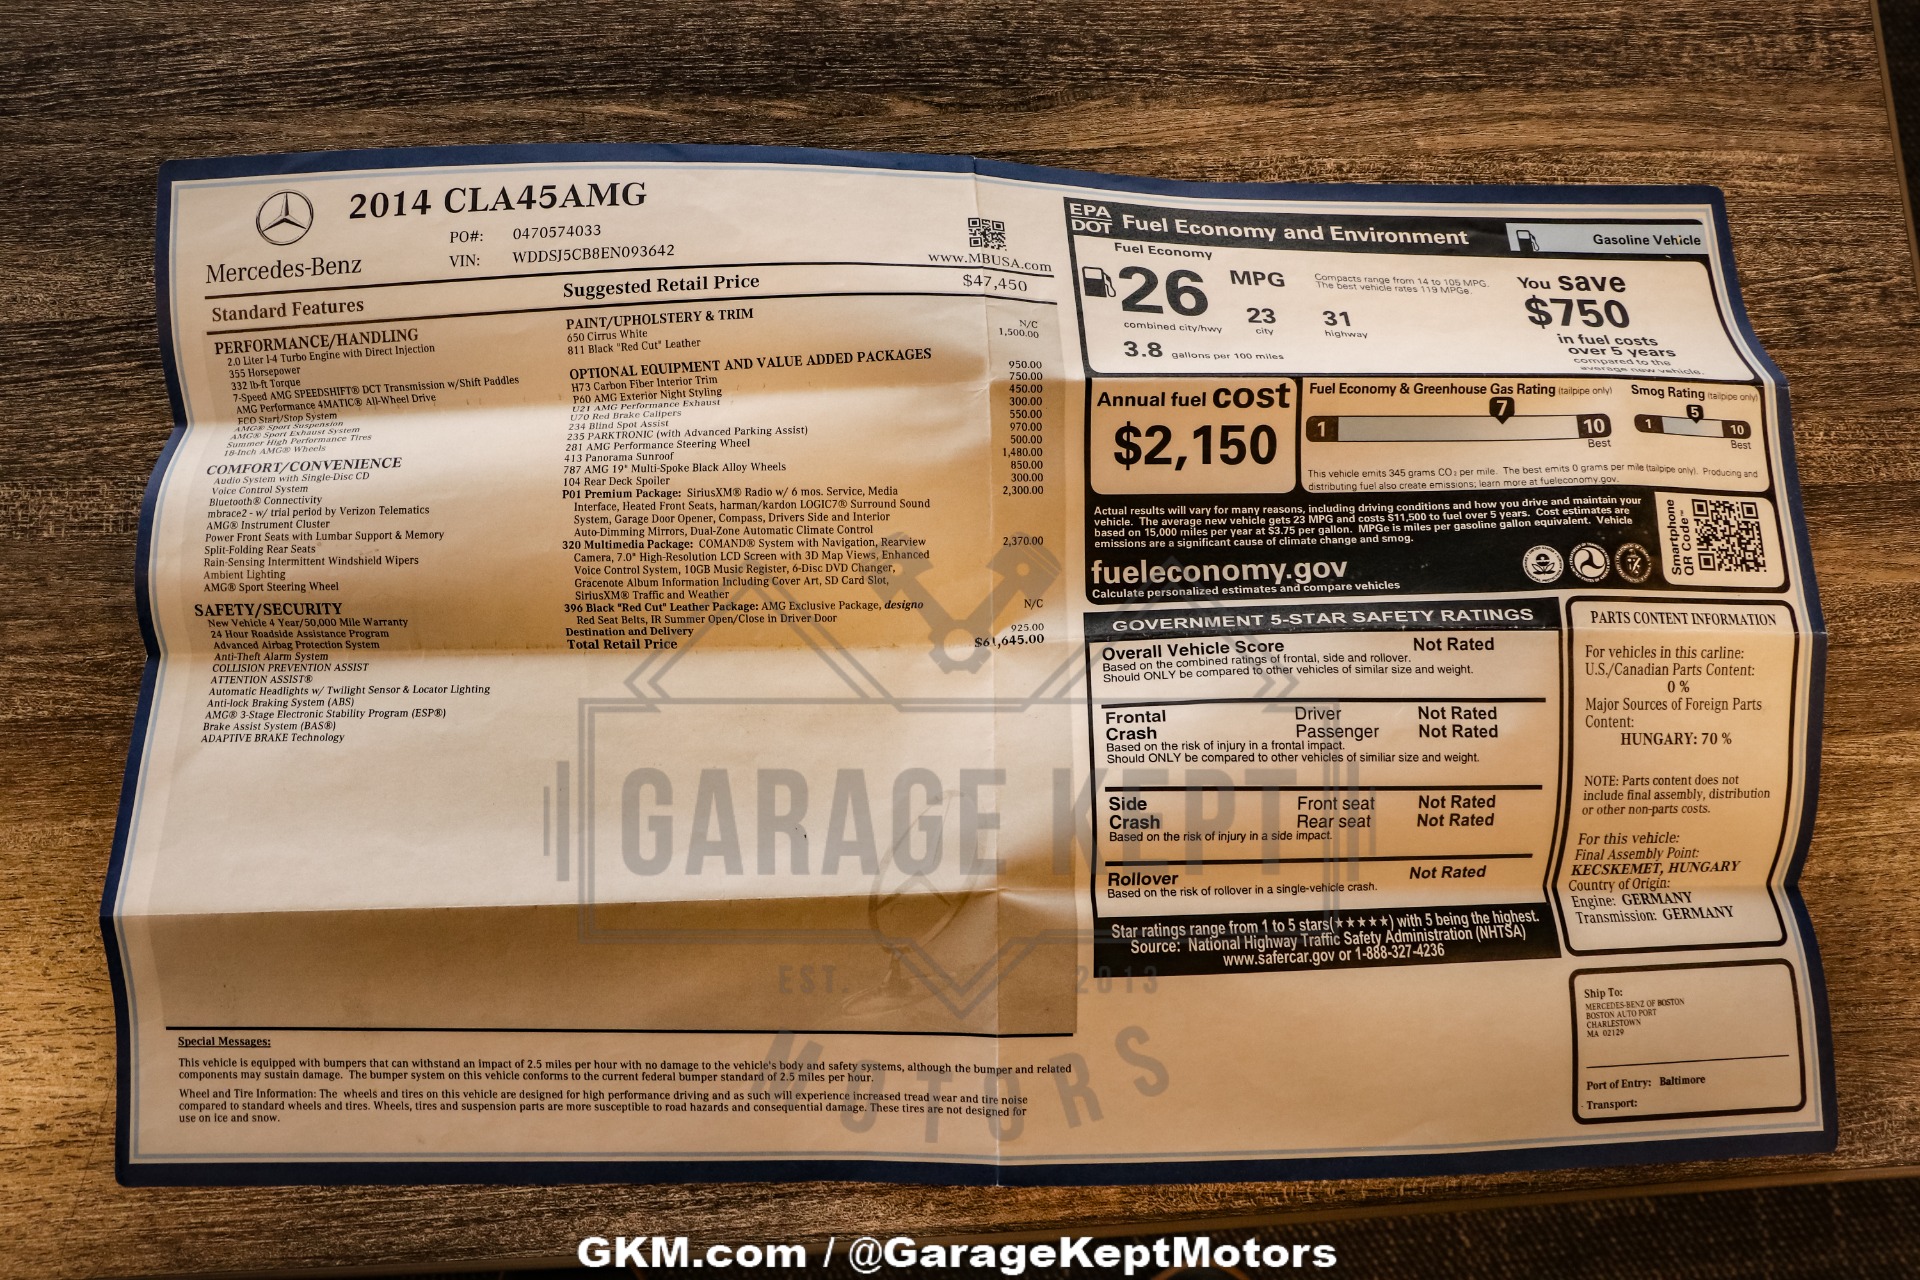 2014 CLA45AMG
PO#: 0470574033
VIN: WDDSJ5CB8EN093642
Mercedes-Benz
www.MBUSA.com
Standard Features
Suggested Retail Price $47,450
PERFORMANCE/HANDLING
2.0 Liter I-4 Turbo Engine with Direct Injection
355 Horsepower
332 lb-ft Torque
7-Speed AMG SPEEDSHIFT® DCT Transmission w/Shift Paddles
AMG Performance 4MATIC® All-Wheel Drive
ECO Start/Stop System
AMG® Sport Suspension
AMG® Sport Exhaust System
Summer High Performance Tires
18-Inch AMG® Wheels
COMFORT/CONVENIENCE
Audio System with Single-Disc CD
Voice Control System
Bluetooth® Connectivity
mbrace2 - w/ trial period by Verizon Telematics
AMG® Instrument Cluster
Power Front Seats with Lumbar Support & Memory
Split-Folding Rear Seats
Rain-Sensing Intermittent Windshield Wipers
Ambient Lighting
AMG® Sport Steering Wheel
SAFETY/SECURITY
New Vehicle 4 Year/50,000 Mile Warranty
24 Hour Roadside Assistance Program
Advanced Airbag Protection System
Anti-Theft Alarm System
COLLISION PREVENTION ASSIST
ATTENTION ASSIST®
Automatic Headlights w/ Twilight Sensor & Locator Lighting
Anti-lock Braking System (ABS)
AMG® 3-Stage Electronic Stability Program (ESP®)
Brake Assist System (BAS®)
ADAPTIVE BRAKE Technology
PAINT/UPHOLSTERY & TRIM
650 Cirrus White N/C
811 Black "Red Cut" Leather 1,500.00
OPTIONAL EQUIPMENT AND VALUE ADDED PACKAGES
H73 Carbon Fiber Interior Trim 950.00
P60 AMG Exterior Night Styling 750.00
U21 AMG Performance Exhaust 450.00
U70 Red Brake Calipers 300.00
234 Blind Spot Assist 550.00
235 PARKTRONIC (with Advanced Parking Assist) 970.00
281 AMG Performance Steering Wheel 500.00
413 Panorama Sunroof 1,480.00
787 AMG 19" Multi-Spoke Black Alloy Wheels 850.00
104 Rear Deck Spoiler 300.00
P01 Premium Package: SiriusXM® Radio w/ 6 mos. Service, Media 2,300.00
Interface, Heated Front Seats, harman/kardon LOGIC7® Surround Sound
System, Garage Door Opener, Compass, Drivers Side and Interior
Auto-Dimming Mirrors, Dual-Zone Automatic Climate Control
320 Multimedia Package: COMAND® System with Navigation, Rearview 2,370.00
Camera, 7.0" High-Resolution LCD Screen with 3D Map Views, Enhanced
Voice Control System, 10GB Music Register, 6-Disc DVD Changer,
Gracenote Album Information Including Cover Art, SD Card Slot,
SiriusXM® Traffic and Weather
396 Black "Red Cut" Leather Package: AMG Exclusive Package, designo N/C
Red Seat Belts, IR Summer Open/Close in Driver Door
Destination and Delivery 925.00
Total Retail Price $61,645.00
Special Messages:
This vehicle is equipped with bumpers that can withstand an impact of 2.5 miles per hour with no damage to the vehicle's body and safety systems, although the bumper and related
components may sustain damage. The bumper system on this vehicle conforms to the current federal bumper standard of 2.5 miles per hour.
Wheel and Tire Information: The wheels and tires on this vehicle are designed for high performance driving and as such will experience increased tread wear and tire noise
compared to standard wheels and tires. Wheels, tires and suspension parts are more susceptible to road hazards and consequential damage. These tires are not designed for
use on ice and snow.
EPA
DOT Fuel Economy and Environment
Gasoline Vehicle
Fuel Economy
26 MPG
combined city/hwy
23
city
31
highway
3.8 gallons per 100 miles
Compacts range from 14 to 105 MPG.
The best vehicle rates 119 MPGe.
You save
$750
in fuel costs
over 5 years
compared to the
average new vehicle.
Annual fuel cost
$2,150
Fuel Economy & Greenhouse Gas Rating (tailpipe only)
1 7 10
Best
Smog Rating (tailpipe only)
1 5 10
Best
This vehicle emits 345 grams CO2 per mile. The best emits 0 grams per mile (tailpipe only). Producing and
distributing fuel also create emissions; learn more at fueleconomy.gov.
Actual results will vary for many reasons, including driving conditions and how you drive and maintain your
vehicle. The average new vehicle gets 23 MPG and costs $11,500 to fuel over 5 years. Cost estimates are
based on 15,000 miles per year at $3.75 per gallon. MPGe is miles per gasoline gallon equivalent. Vehicle
emissions are a significant cause of climate change and smog.
fueleconomy.gov
Calculate personalized estimates and compare vehicles
Smartphone
QR Code™
GOVERNMENT 5-STAR SAFETY RATINGS
Overall Vehicle Score Not Rated
Based on the combined ratings of frontal, side and rollover.
Should ONLY be compared to other vehicles of similar size and weight.
Frontal Driver Not Rated
Crash Passenger Not Rated
Based on the risk of injury in a frontal impact.
Should ONLY be compared to other vehicles of similiar size and weight.
Side Front seat Not Rated
Crash Rear seat Not Rated
Based on the risk of injury in a side impact.
Rollover Not Rated
Based on the risk of rollover in a single-vehicle crash.
Star ratings range from 1 to 5 stars(★★★★★) with 5 being the highest.
Source: National Highway Traffic Safety Administration (NHTSA)
www.safercar.gov or 1-888-327-4236
PARTS CONTENT INFORMATION
For vehicles in this carline:
U.S./Canadian Parts Content:
0 %
Major Sources of Foreign Parts
Content:
HUNGARY: 70 %
NOTE: Parts content does not
include final assembly, distribution
or other non-parts costs.
For this vehicle:
Final Assembly Point:
KECSKEMET, HUNGARY
Country of Origin:
Engine: GERMANY
Transmission: GERMANY
Ship To:
MERCEDES-BENZ OF BOSTON
BOSTON AUTO PORT
CHARLESTOWN
MA 02129
Port of Entry: Baltimore
Transport:
GARAGE KEPT
EST. 2013
MOTORS
GKM.com / @GarageKeptMotors